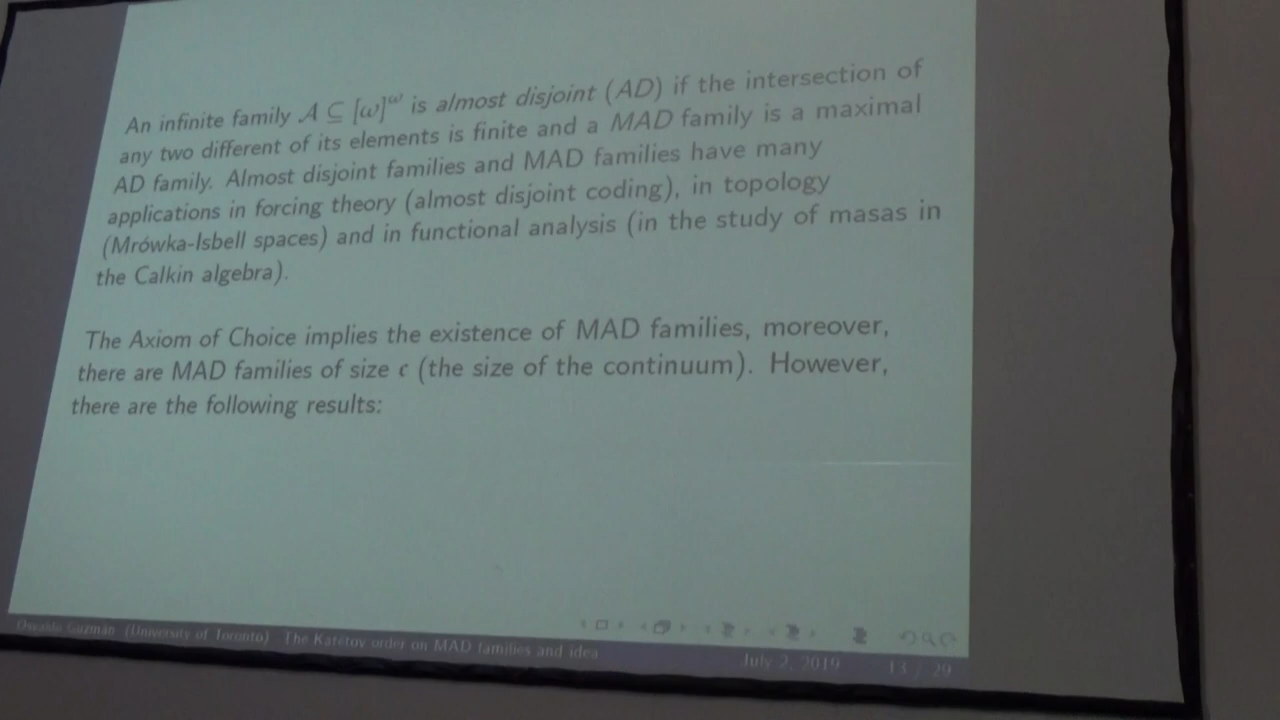 An infinite family 𝒜 ⊆ [ω]^ω is almost disjoint (AD) if the intersection of
any two different of its elements is finite and a MAD family is a maximal
AD family. Almost disjoint families and MAD families have many
applications in forcing theory (almost disjoint coding), in topology
(Mrówka-Isbell spaces) and in functional analysis (in the study of masas in
the Calkin algebra).
The Axiom of Choice implies the existence of MAD families, moreover,
there are MAD families of size c (the size of the continuum). However,
there are the following results:
Osvaldo Guzmán (University of Toronto) The Katetov order on MAD families and idea July 2, 2019 13 / 29